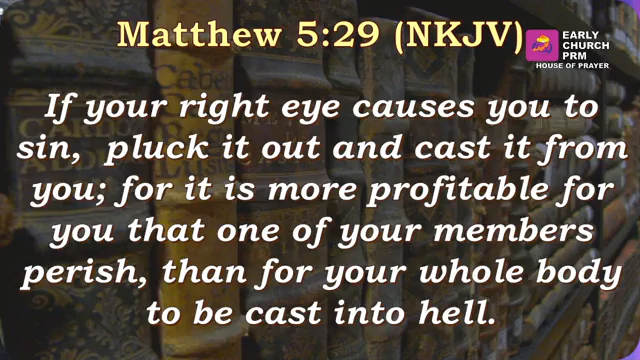 Matthew 5:29 (NKJV)
EARLY
CHURCH
PRM
HOUSE OF PRAYER
If your right eye causes you to
sin, pluck it out and cast it from
you; for it is more profitable for
you that one of your members
perish, than for your whole body
to be cast into hell.